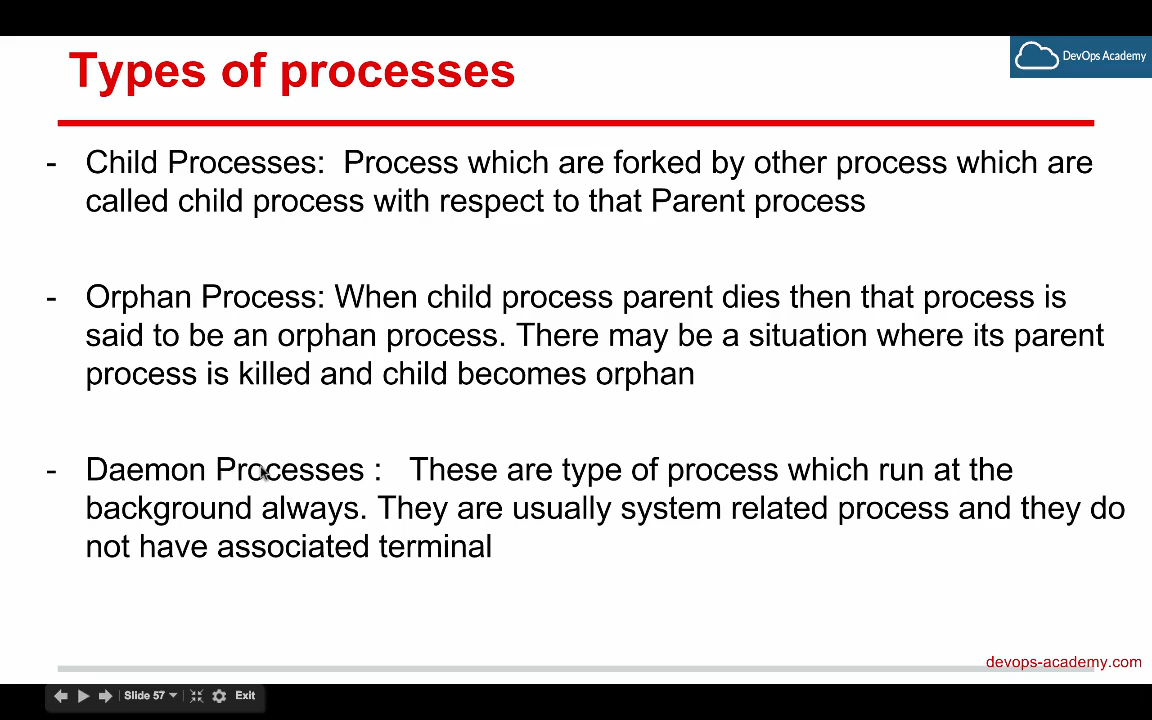 Types of processes
DevOps Academy
- Child Processes: Process which are forked by other process which are
called child process with respect to that Parent process
- Orphan Process: When child process parent dies then that process is
said to be an orphan process. There may be a situation where its parent
process is killed and child becomes orphan
- Daemon Processes : These are type of process which run at the
background always. They are usually system related process and they do
not have associated terminal
devops-academy.com
Slide 57
Exit